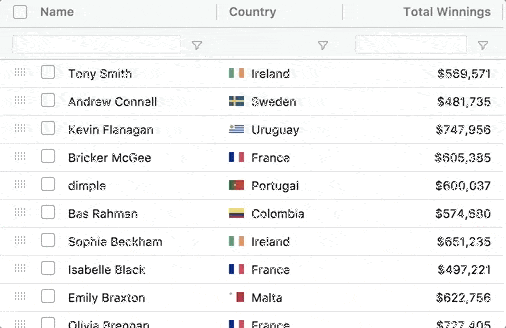 Name Country Total Winnings
Tony Smith Ireland $569,571
Andrew Connell Sweden $481,735
Kevin Flanagan Uruguay $747,956
Bricker McGee France $605,385
dimple Portugal $600,037
Bas Rahman Colombia $574,680
Sophie Beckham Ireland $651,235
Isabelle Black France $497,221
Emily Braxton Malta $622,756
Olivia Brennan France $727,405